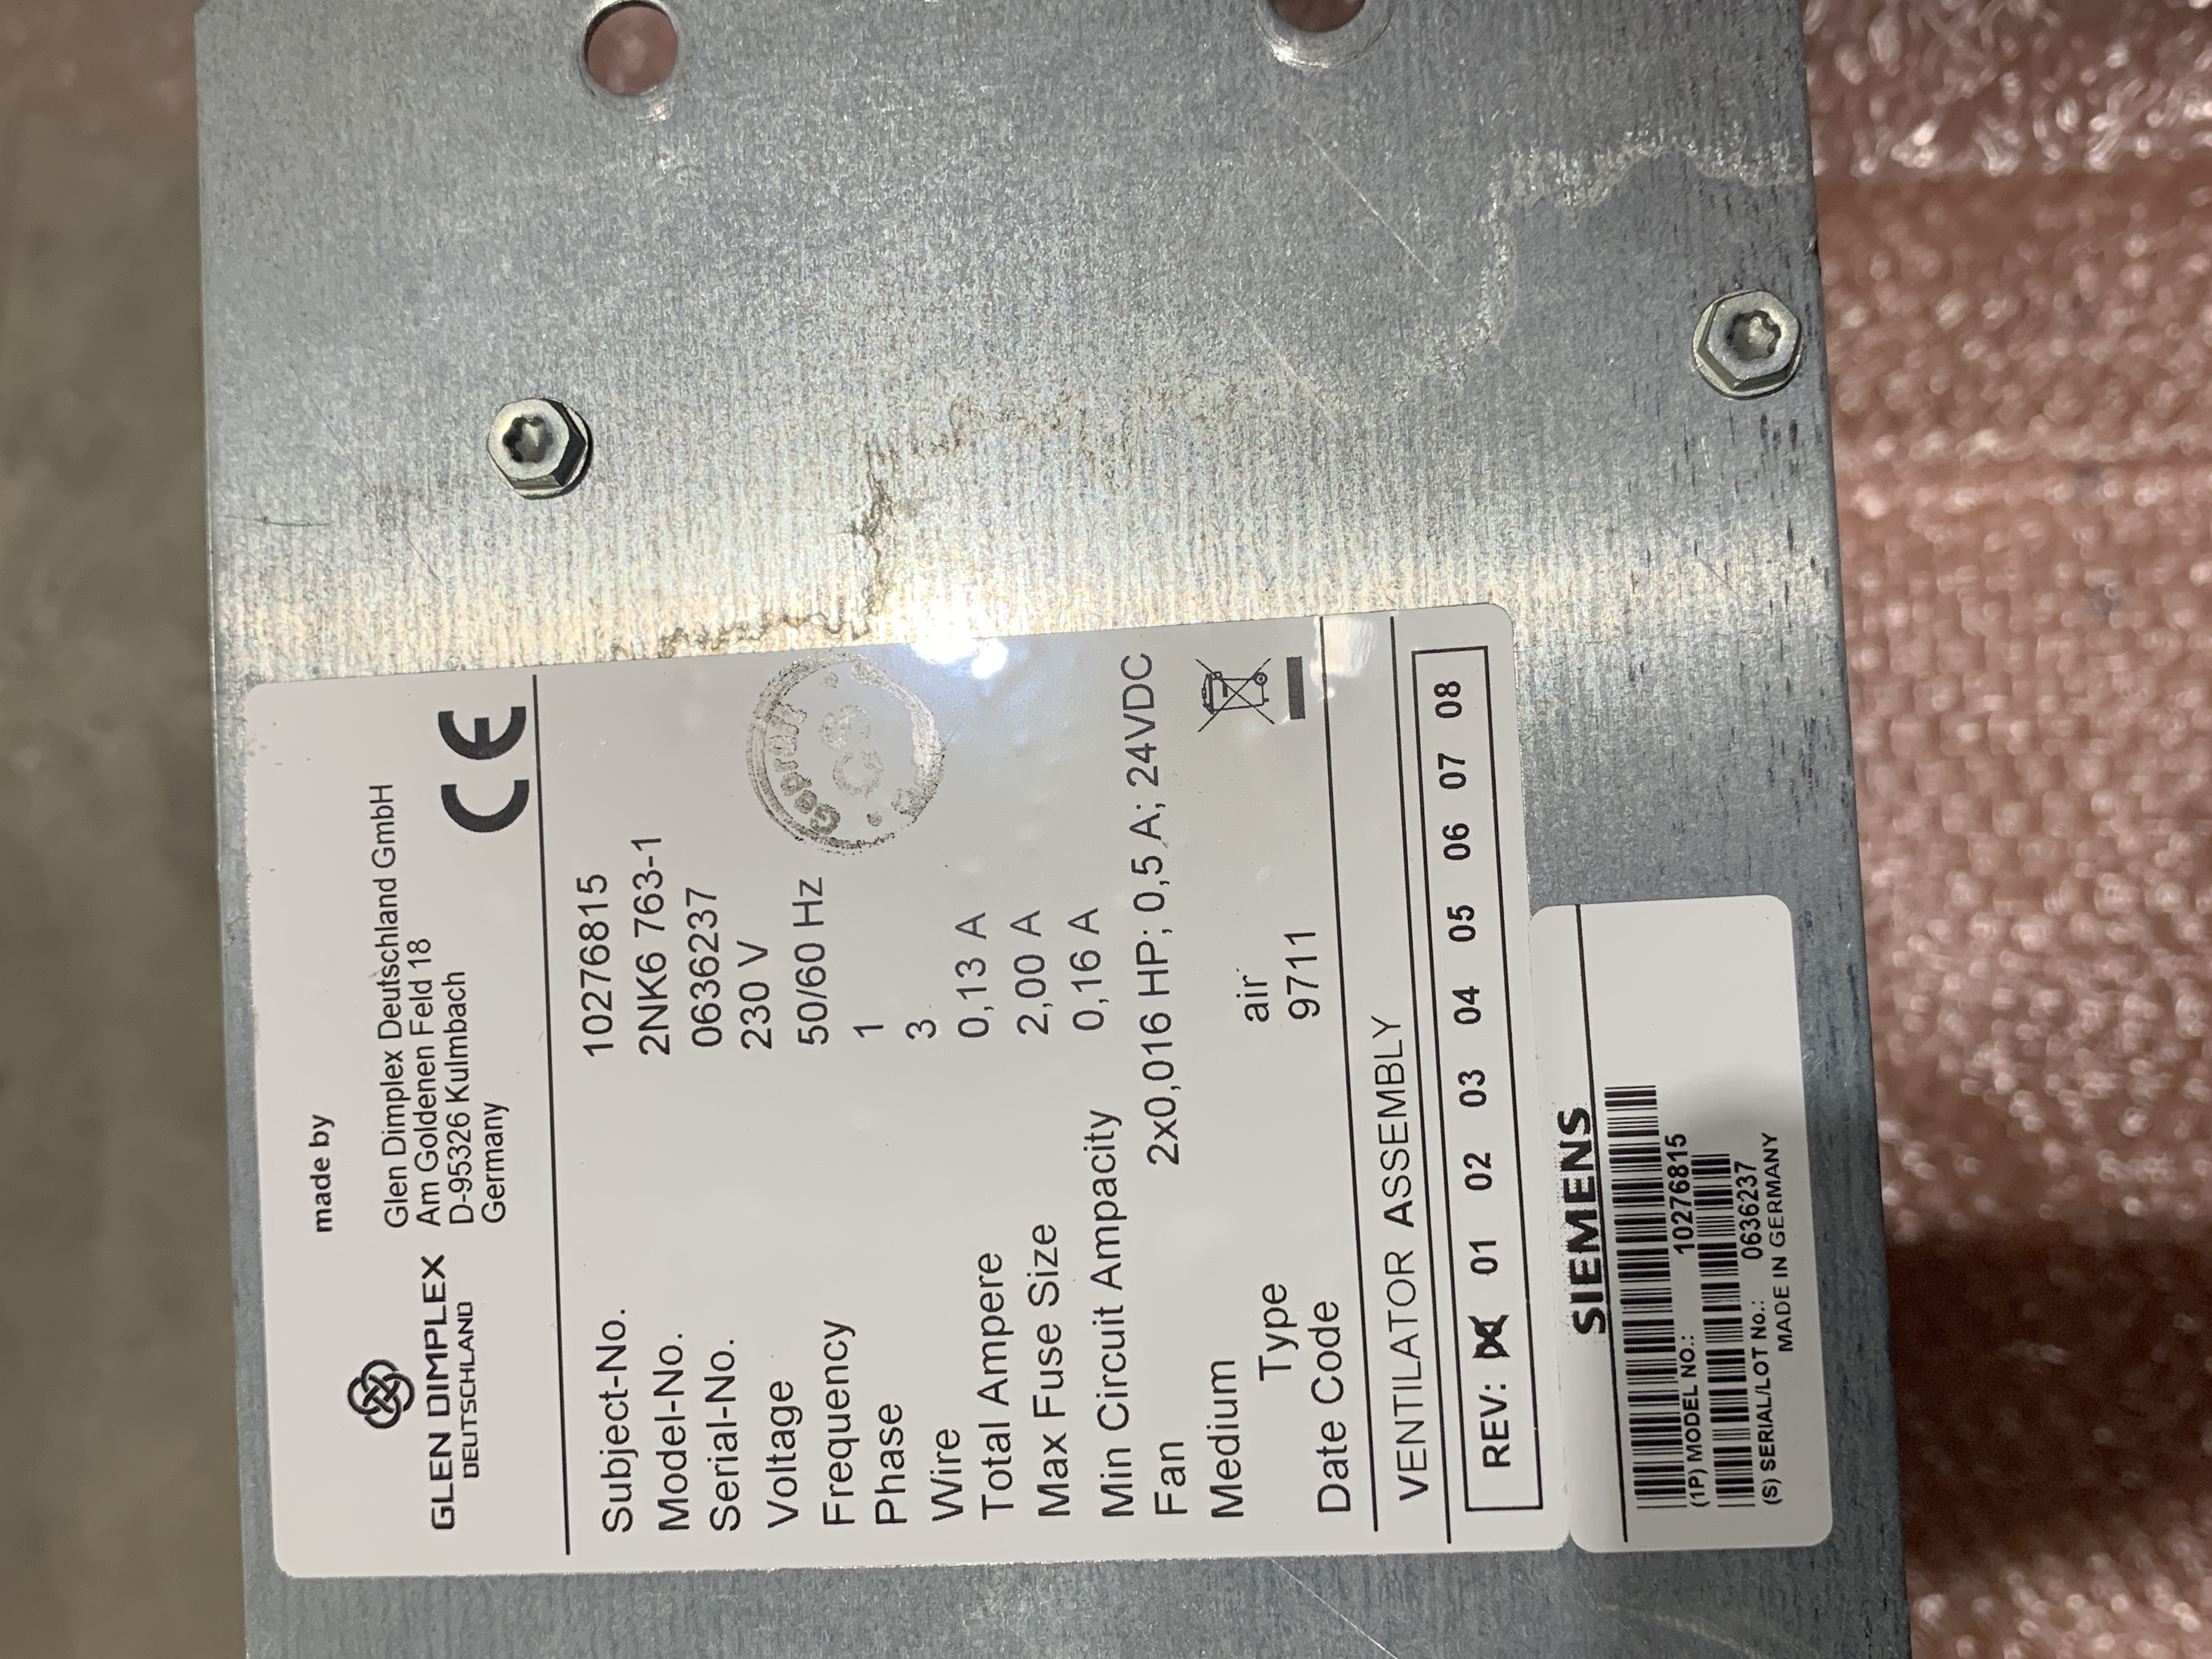 made by
GLEN DIMPLEX
DEUTSCHLAND
Glen Dimplex Deutschland GmbH
Am Goldenen Feld 18
D-95326 Kulmbach
Germany
CE
Subject-No. 10276815
Model-No. 2NK6 763-1
Serial-No. 0636237
Voltage 230 V
Frequency 50/60 Hz
Phase 1
Wire 3
Total Ampere 0,13 A
Max Fuse Size 2,00 A
Min Circuit Ampacity 0,16 A
Fan 2x0,016 HP; 0,5 A; 24VDC
Medium air
Type
Date Code 9711
Geprüft
VENTILATOR ASSEMBLY
REV: 01 02 03 04 05 06 07 08
SIEMENS
(1P) MODEL NO.: 10276815
(S) SERIAL/LOT No.: 0636237
MADE IN GERMANY